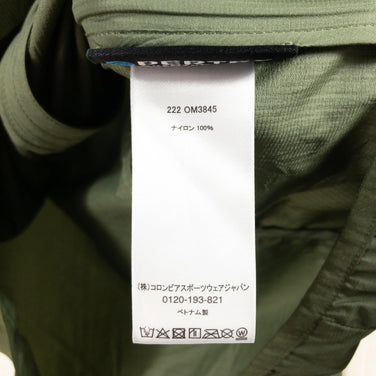 222 OM3845
ナイロン 100%
(株)コロンビアスポーツウェアジャパン
0120-193-821
ベトナム製